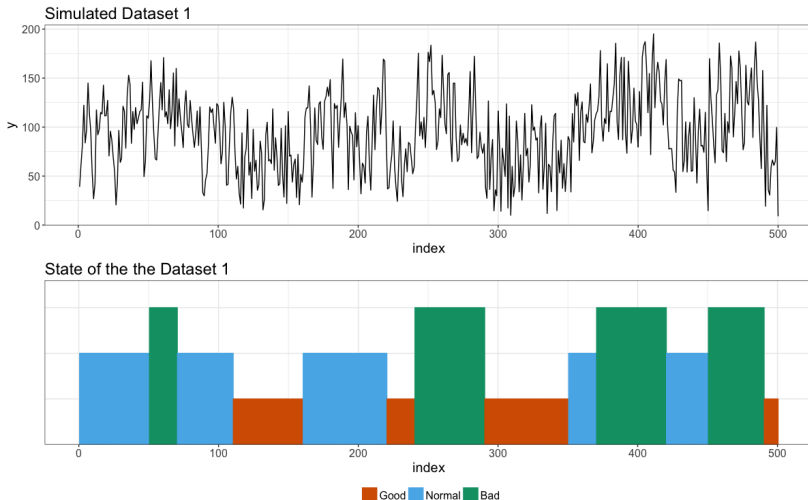 Simulated Dataset 1
200
150
100
50
0
y
0 100 200 300 400 500
index
State of the the Dataset 1
0 100 200 300 400 500
index
Good Normal Bad